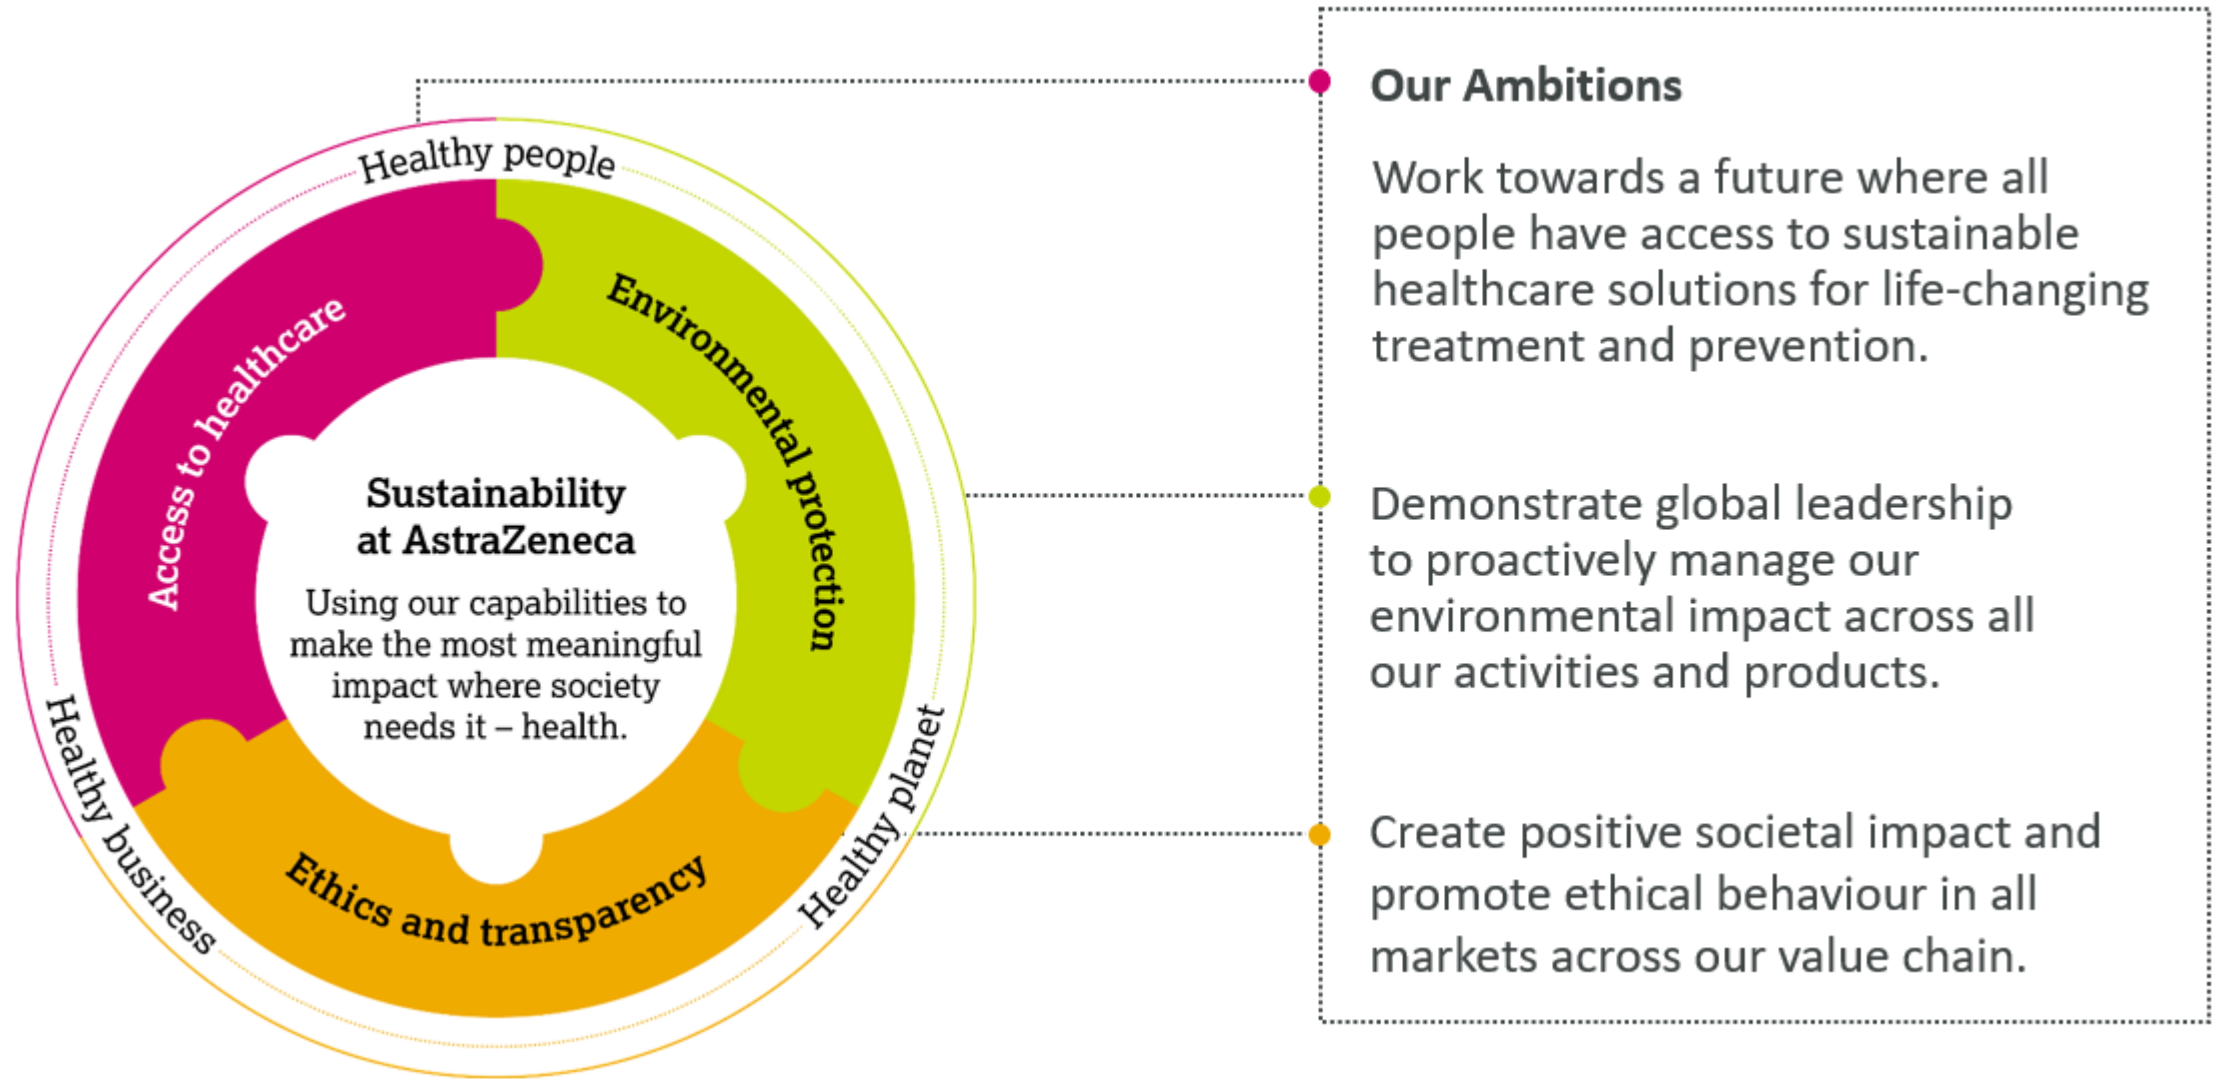 Healthy people
Access to healthcare
Environmental protection
Sustainability
at AstraZeneca
Using our capabilities to
make the most meaningful
impact where society
needs it – health.
Healthy business
Ethics and transparency
Healthy planet
Our Ambitions
Work towards a future where all
people have access to sustainable
healthcare solutions for life-changing
treatment and prevention.
Demonstrate global leadership
to proactively manage our
environmental impact across all
our activities and products.
Create positive societal impact and
promote ethical behaviour in all
markets across our value chain.